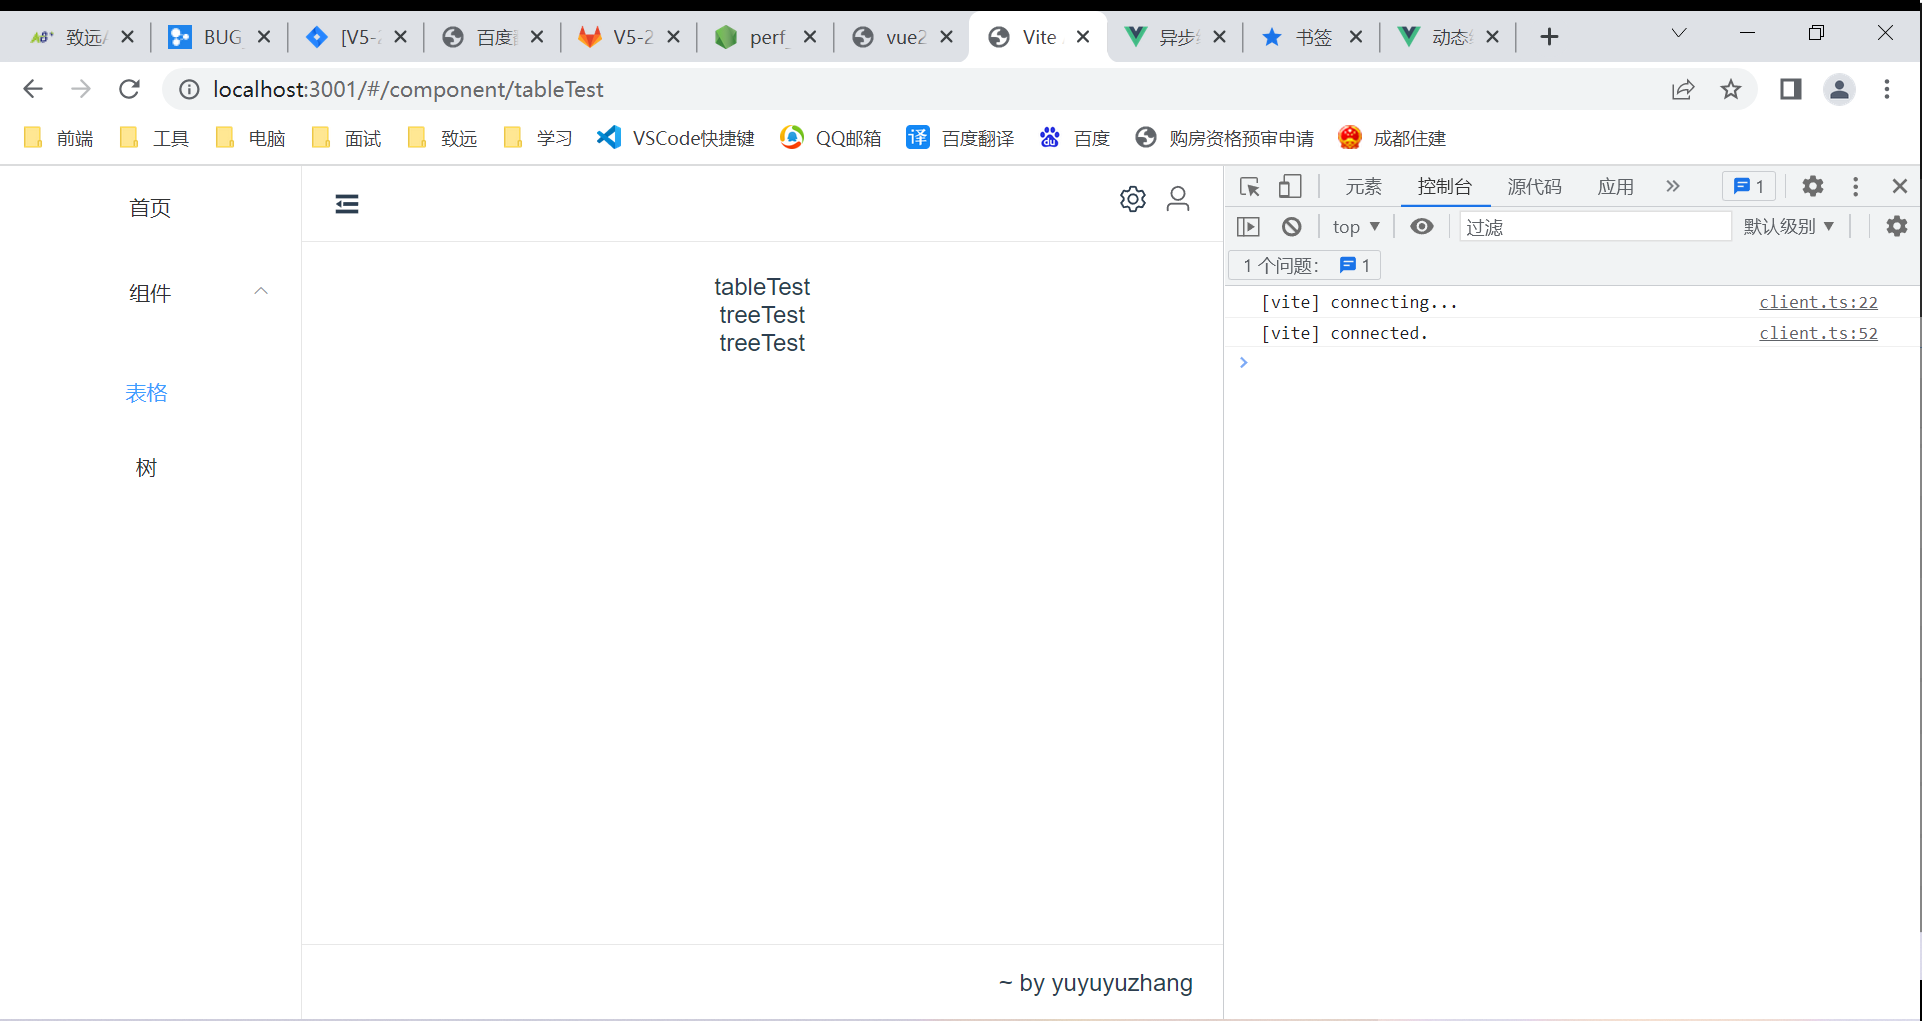 致远 BUG [V5- 百度 V5-2 perf_ vue2 Vite 异步 书签 动态
localhost:3001/#/component/tableTest
前端 工具 电脑 面试 致远 学习 VSCode快捷键 QQ邮箱 译 百度翻译 百度 购房资格预审申请 成都住建
首页
组件
表格
树
tableTest
treeTest
treeTest
~ by yuyuyuzhang
元素 控制台 源代码 应用 » 1
top 过滤 默认级别
1 个问题: 1
[vite] connecting... client.ts:22
[vite] connected. client.ts:52